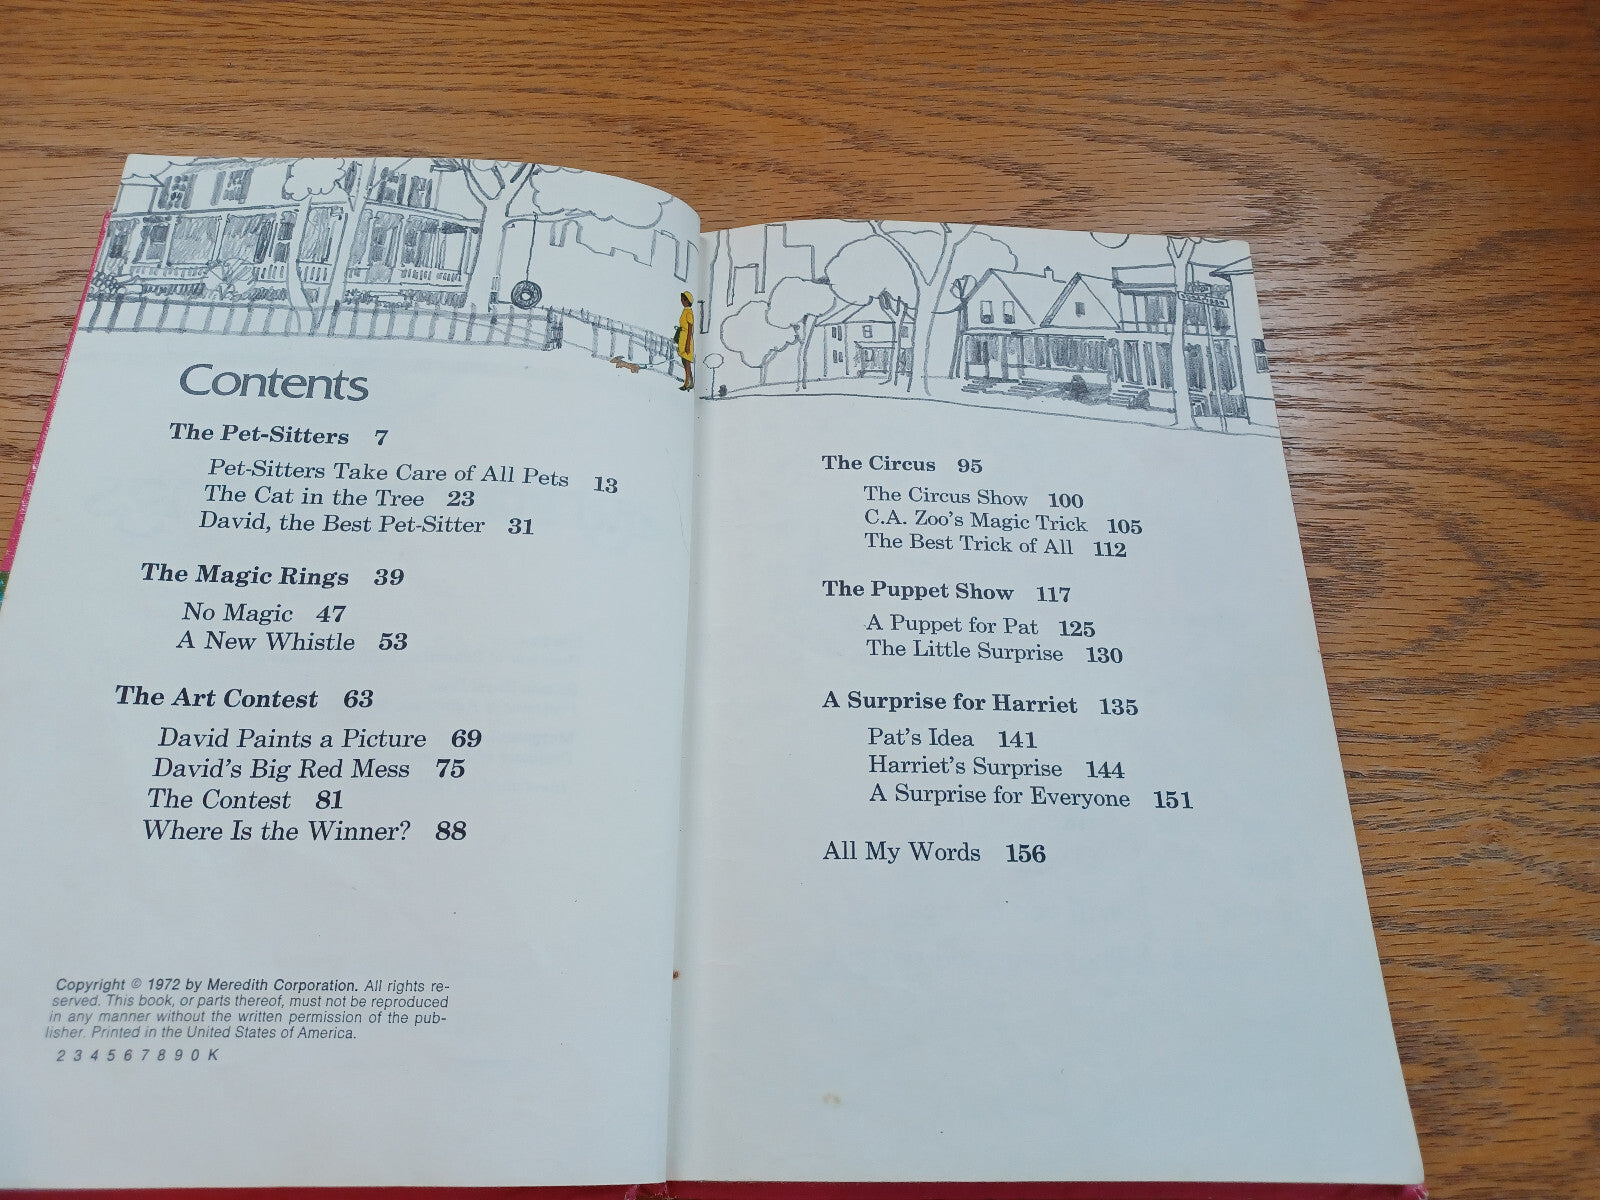 Contents
The Pet-Sitters 7
Pet-Sitters Take Care of All Pets 13
The Cat in the Tree 23
David, the Best Pet-Sitter 31
The Magic Rings 39
No Magic 47
A New Whistle 53
The Art Contest 63
David Paints a Picture 69
David's Big Red Mess 75
The Contest 81
Where Is the Winner? 88
Copyright © 1972 by Meredith Corporation. All rights re-
served. This book, or parts thereof, must not be reproduced
in any manner without the written permission of the pub-
lisher. Printed in the United States of America.
2 3 4 5 6 7 8 9 0 K
The Circus 95
The Circus Show 100
C.A. Zoo's Magic Trick 105
The Best Trick of All 112
The Puppet Show 117
A Puppet for Pat 125
The Little Surprise 130
A Surprise for Harriet 135
Pat's Idea 141
Harriet's Surprise 144
A Surprise for Everyone 151
All My Words 156